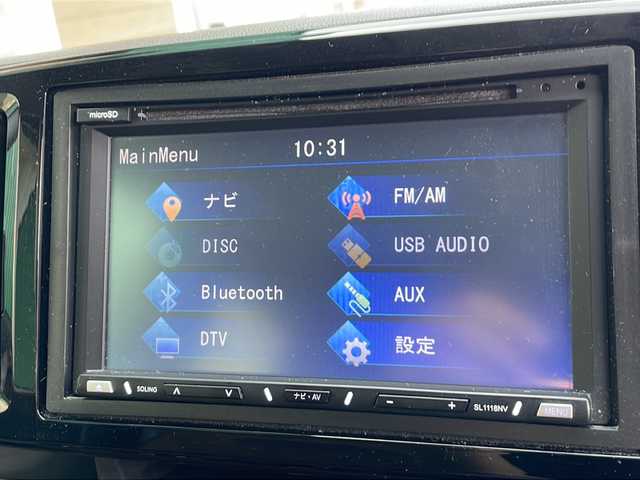 microSD
MainMenu 10:31
ナビ FM/AM
DISC USB AUDIO
Bluetooth AUX
DTV 設定
SOLING ∧ ∨ ナビ・AV − + SL1118NV MENU